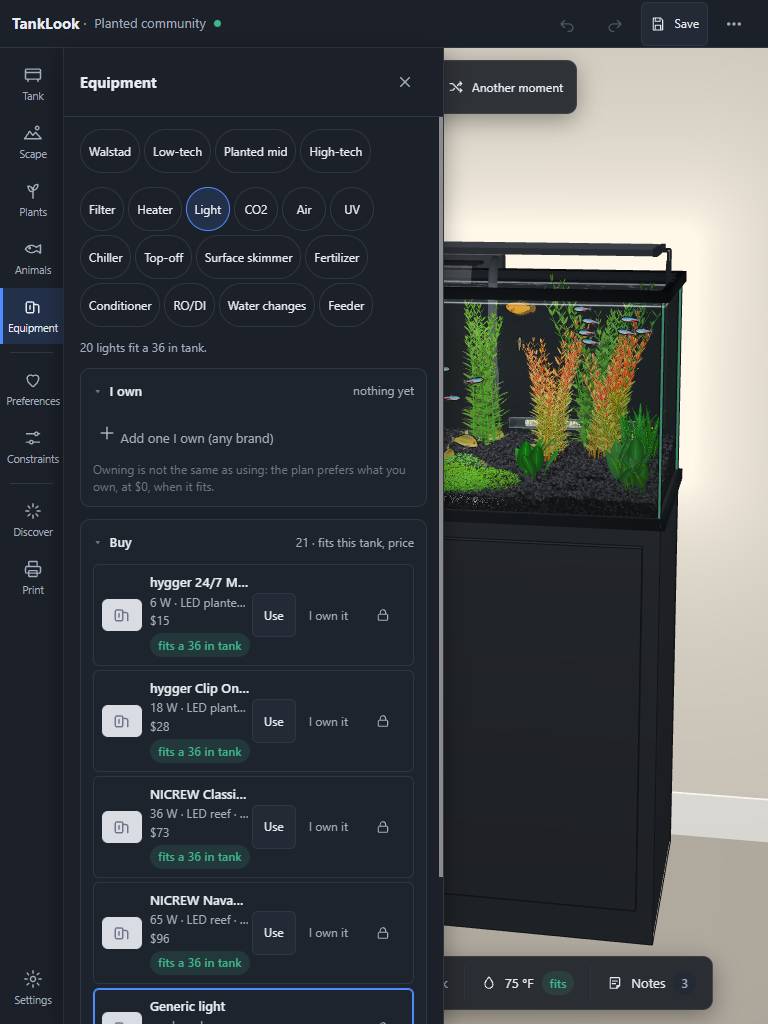 TankLook · Planted community
Save
Equipment
Another moment
Tank
Scape
Plants
Animals
Equipment
Preferences
Constraints
Discover
Print
Settings
Walstad Low-tech Planted mid High-tech
Filter Heater Light CO2 Air UV
Chiller Top-off Surface skimmer Fertilizer
Conditioner RO/DI Water changes Feeder
20 lights fit a 36 in tank.
I own nothing yet
Add one I own (any brand)
Owning is not the same as using: the plan prefers what you
own, at $0, when it fits.
Buy 21 · fits this tank, price
hygger 24/7 M...
6 W · LED plante...
$15
fits a 36 in tank
Use I own it
hygger Clip On...
18 W · LED plant...
$28
fits a 36 in tank
Use I own it
NICREW Classi...
36 W · LED reef · ...
$73
fits a 36 in tank
Use I own it
NICREW Nava...
65 W · LED reef · ...
$96
fits a 36 in tank
Use I own it
Generic light
75 °F fits
Notes 3